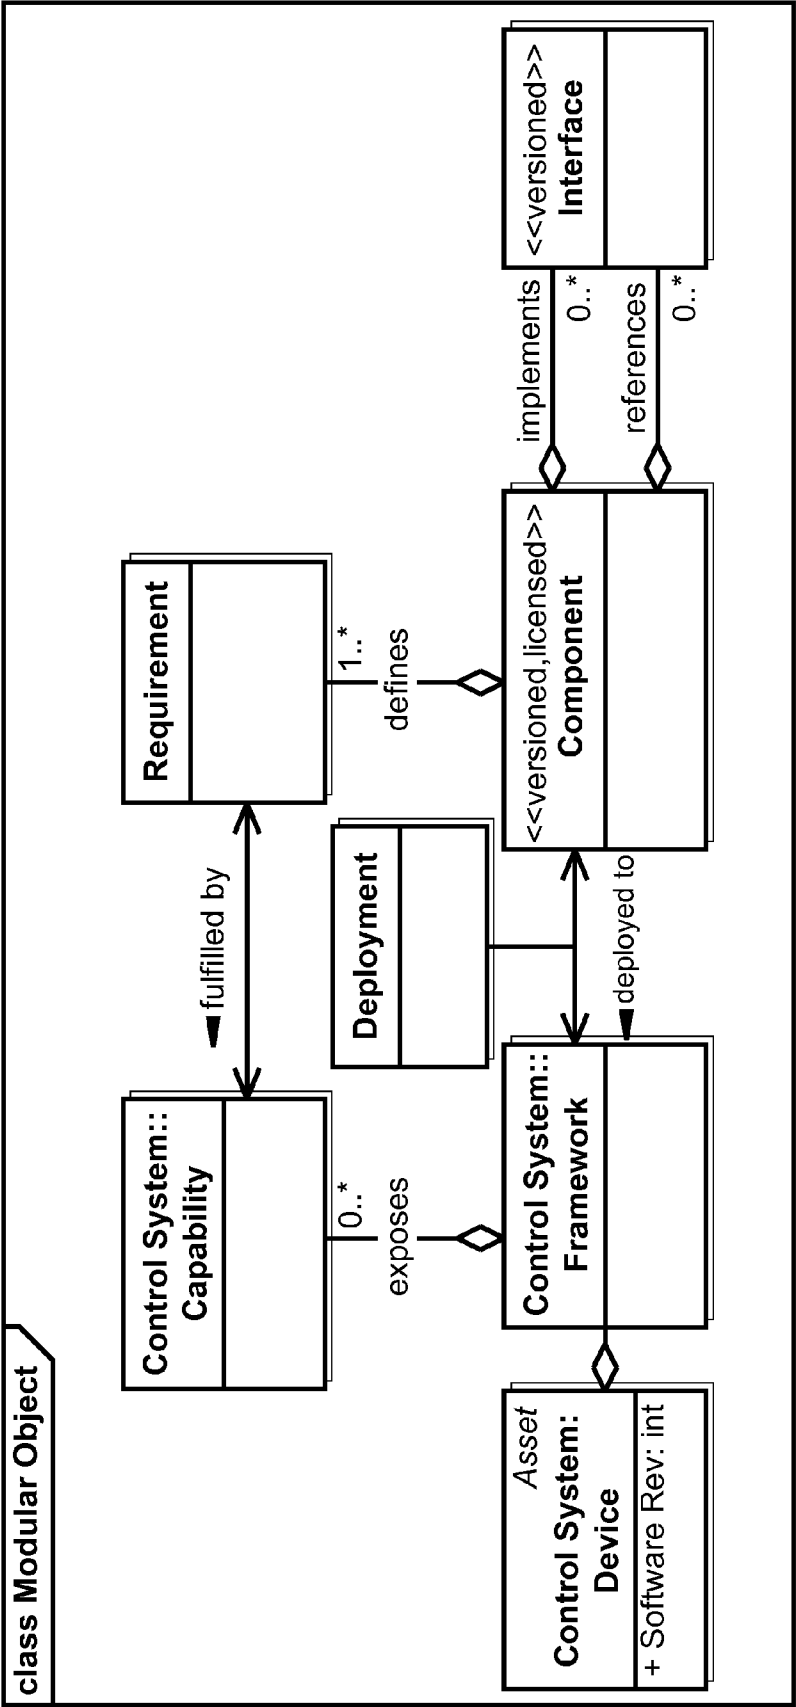 class Modular Object
Control System::
Capability
fulfilled by
Requirement
0..*
exposes
Deployment
1..*
defines
Asset
Control System:
Device
+ Software Rev: int
Control System::
Framework
deployed to
<<versioned,licensed>>
Component
implements
0..*
references
0..*
<<versioned>>
Interface